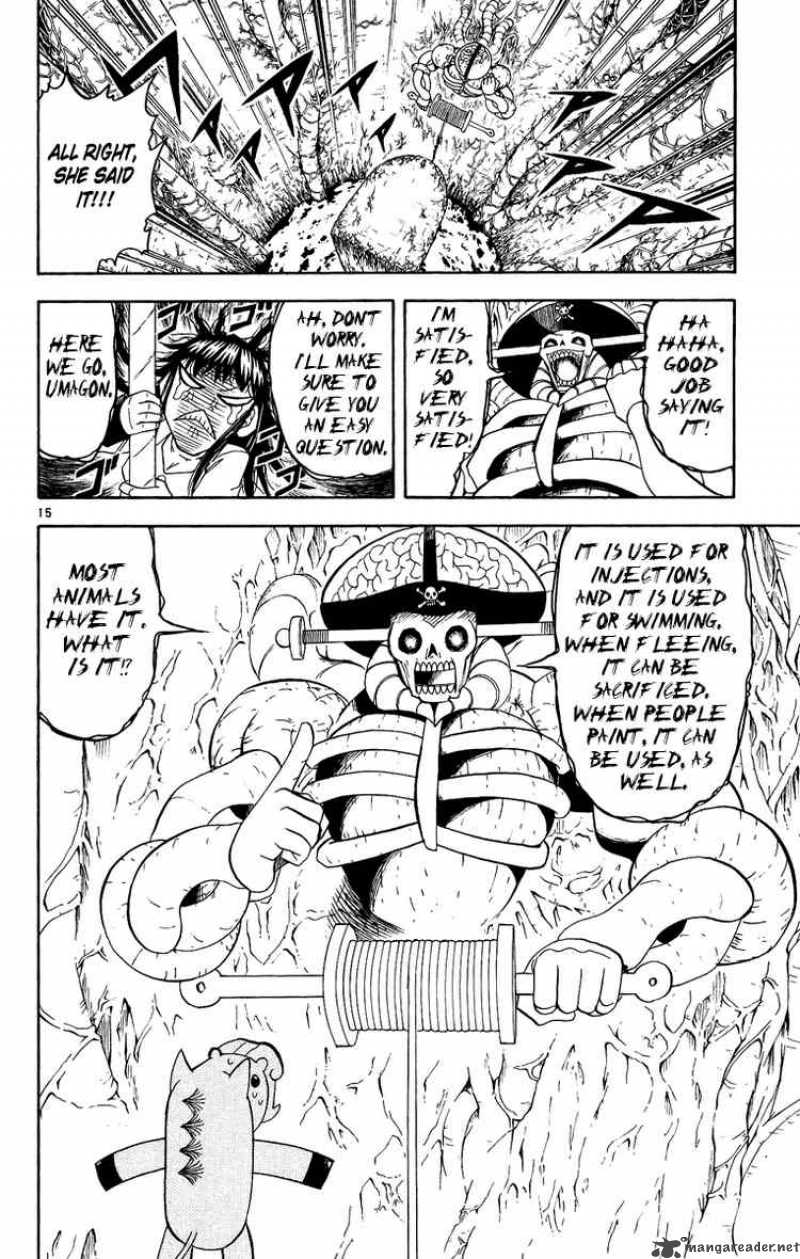 ALL RIGHT,
SHE SAID
IT!!!
HA
HAHA,
GOOD
JOB
SAYING
IT!
I'M
SATIS-
FIED,
SO
VERY
SATIS-
FIED!
AH, DON'T
WORRY.
I'LL MAKE
SURE TO
GIVE YOU
AN EASY
QUESTION.
HERE
WE GO,
UMAGON.
15
IT IS USED FOR
INJECTIONS,
AND IT IS USED
FOR SWIMMING,
WHEN FLEEING,
IT CAN BE
SACRIFICED,
WHEN PEOPLE
PAINT, IT CAN
BE USED, AS
WELL.
MOST
ANIMALS
HAVE IT.
WHAT
IS IT!?
mangareader.net